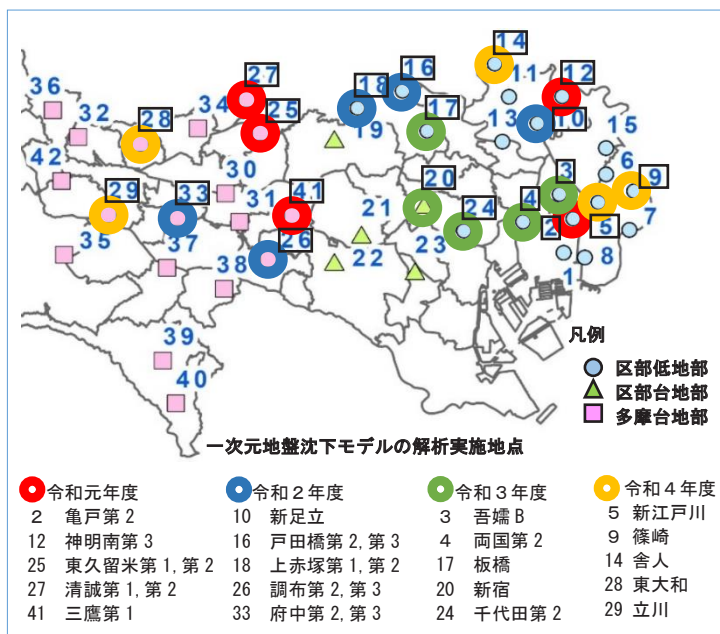 14
27
16
12
36
18
11
32
28
34
25
17
19
13
10
15
42
30
3
6
9
29
33
31
41
20
4
21
24
2
5
7
35
37
26
22
23
38
1
8
39
40
凡例
区部低地部
区部台地部
多摩台地部
一次元地盤沈下モデルの解析実施地点
令和元年度
2 亀戸第2
12 神明南第3
25 東久留米第1,第2
27 清誠第1,第2
41 三鷹第1
令和2年度
10 新足立
16 戸田橋第2,第3
18 上赤塚第1,第2
26 調布第2,第3
33 府中第2,第3
令和3年度
3 吾嬬B
4 両国第2
17 板橋
20 新宿
24 千代田第2
令和4年度
5 新江戸川
9 篠崎
14 舎人
28 東大和
29 立川